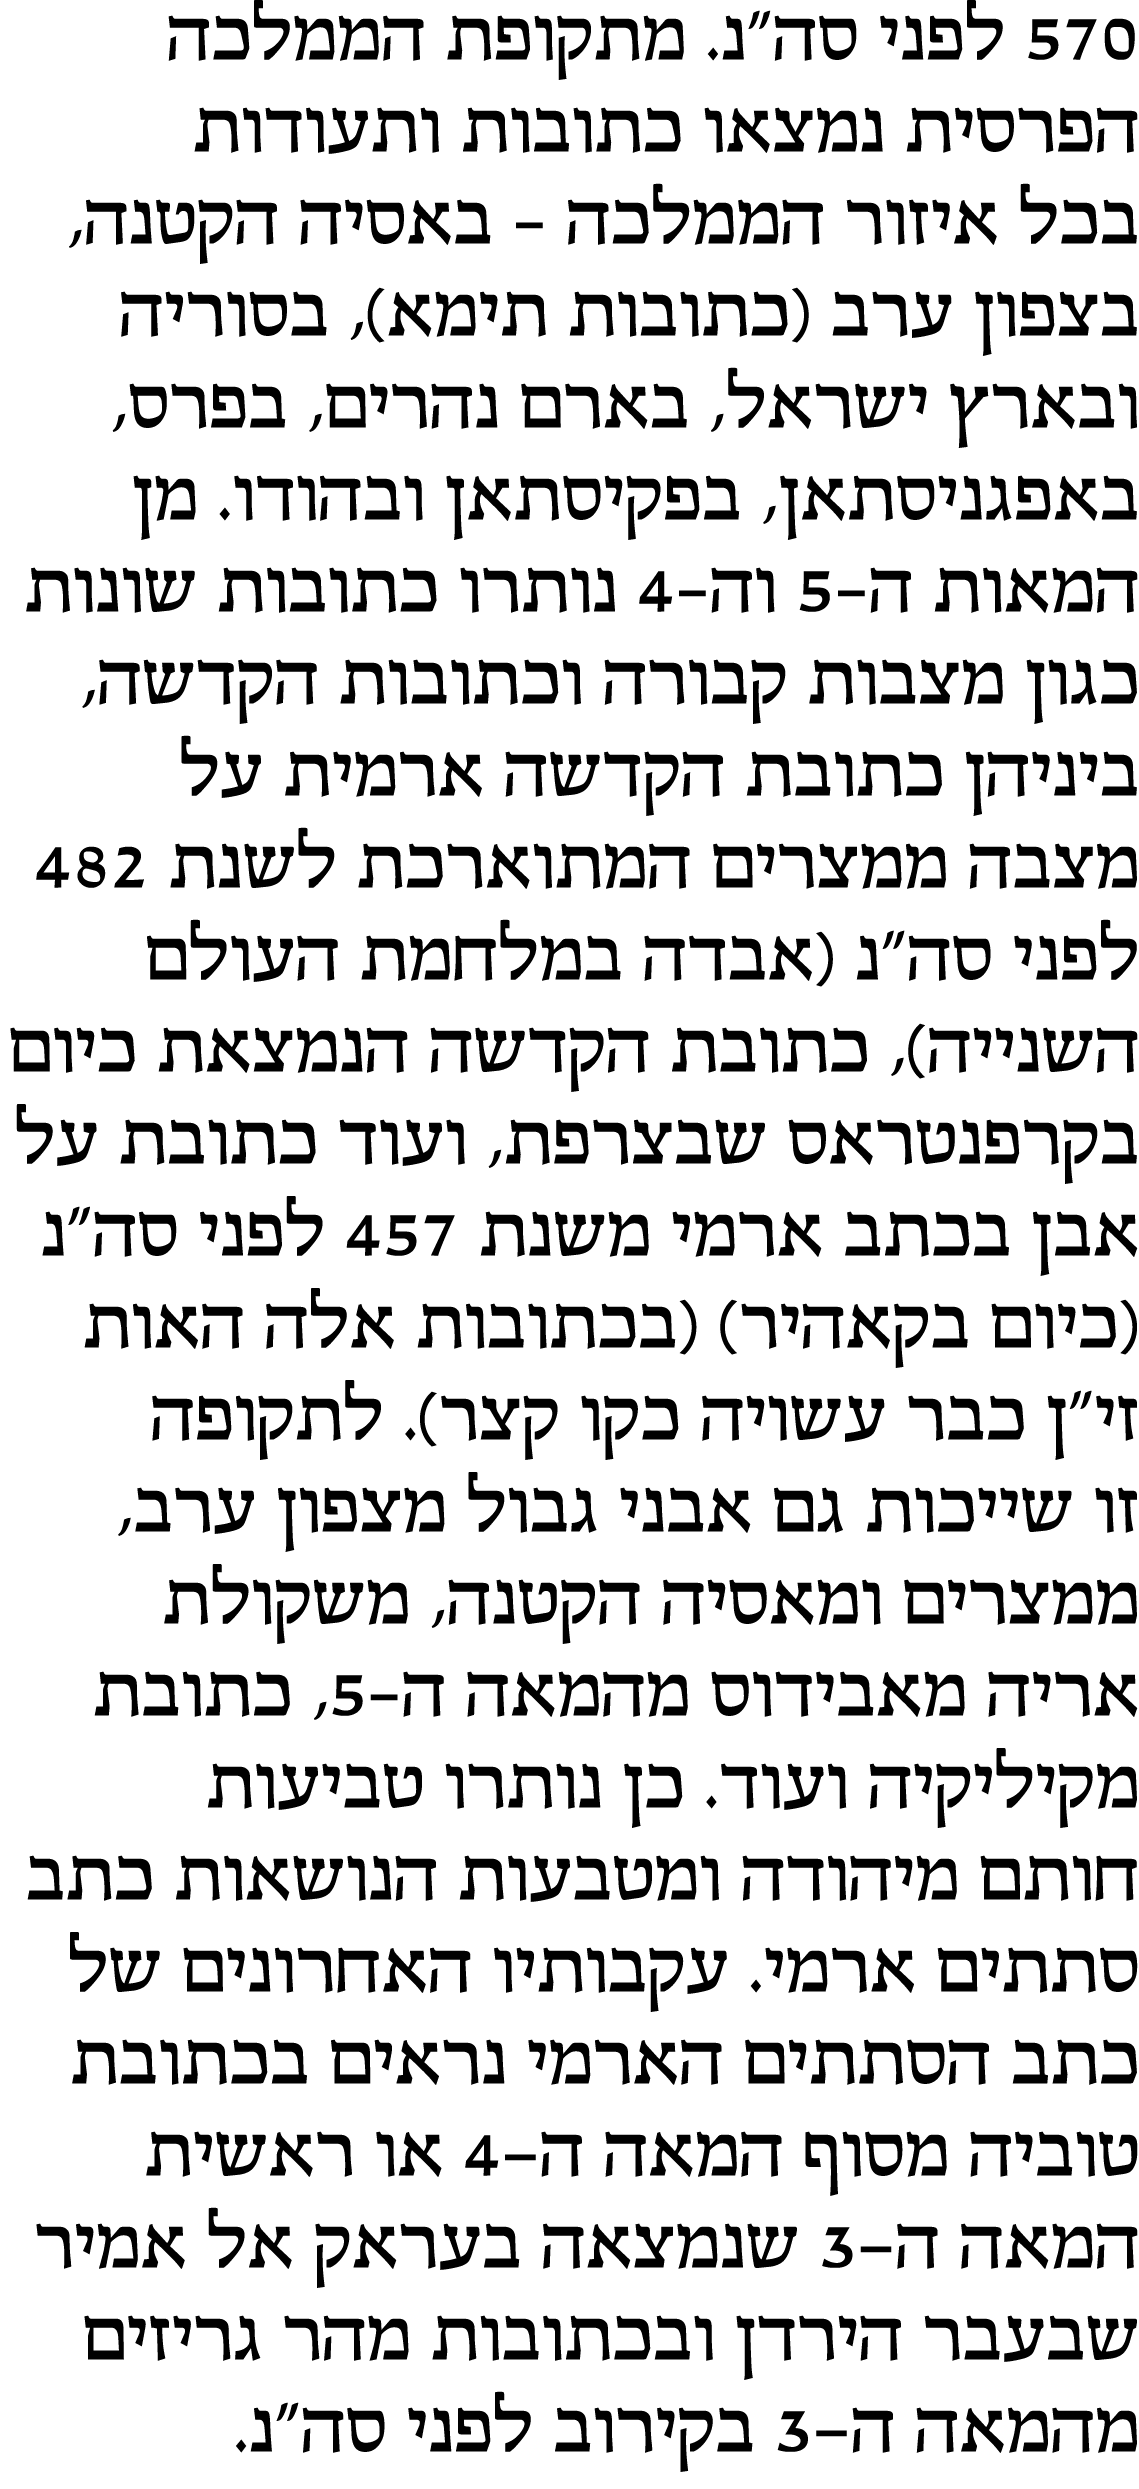 570 לפני סה"נ. מתקופת הממלכה
הפרסית נמצאו כתובות ותעודות
בכל איזור הממלכה – באסיה הקטנה,
בצפון ערב (כתובות תימא), בסוריה
ובארץ ישראל, בארם נהרים, בפרס,
באפגניסתאן, בפקיסתאן ובהודו. מן
המאות ה–5 וה–4 נותרו כתובות שונות
כגון מצבות קבורה וכתובות הקדשה,
ביניהן כתובת הקדשה ארמית על
מצבה ממצרים המתוארכת לשנת 482
לפני סה"נ (אבדה במלחמת העולם
השנייה), כתובת הקדשה הנמצאת כיום
בקרפנטראס שבצרפת, ועוד כתובת על
אבן בכתב ארמי משנת 457 לפני סה"נ
(כיום בקאהיר) (בכתובות אלה האות
זי"ן כבר עשויה כקו קצר). לתקופה
זו שייכות גם אבני גבול מצפון ערב,
ממצרים ומאסיה הקטנה, משקולת
אריה מאבידוס מהמאה ה–5, כתובת
מקיליקיה ועוד. כן נותרו טביעות
חותם מיהודה ומטבעות הנושאות כתב
סתתים ארמי. עקבותיו האחרונים של
כתב הסתתים הארמי נראים בכתובת
טוביה מסוף המאה ה–4 או ראשית
המאה ה–3 שנמצאה בעראק אל אמיר
שבעבר הירדן ובכתובות מהר גריזים
מהמאה ה–3 בקירוב לפני סה"נ.